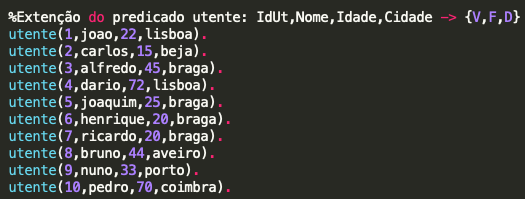 %Extenção do predicado utente: IdUt,Nome,Idade,Cidade -> {V,F,D}
utente(1,joao,22,lisboa).
utente(2,carlos,15,beja).
utente(3,alfredo,45,braga).
utente(4,dario,72,lisboa).
utente(5,joaquim,25,braga).
utente(6,henrique,20,braga).
utente(7,ricardo,20,braga).
utente(8,bruno,44,aveiro).
utente(9,nuno,33,porto).
utente(10,pedro,70,coimbra).